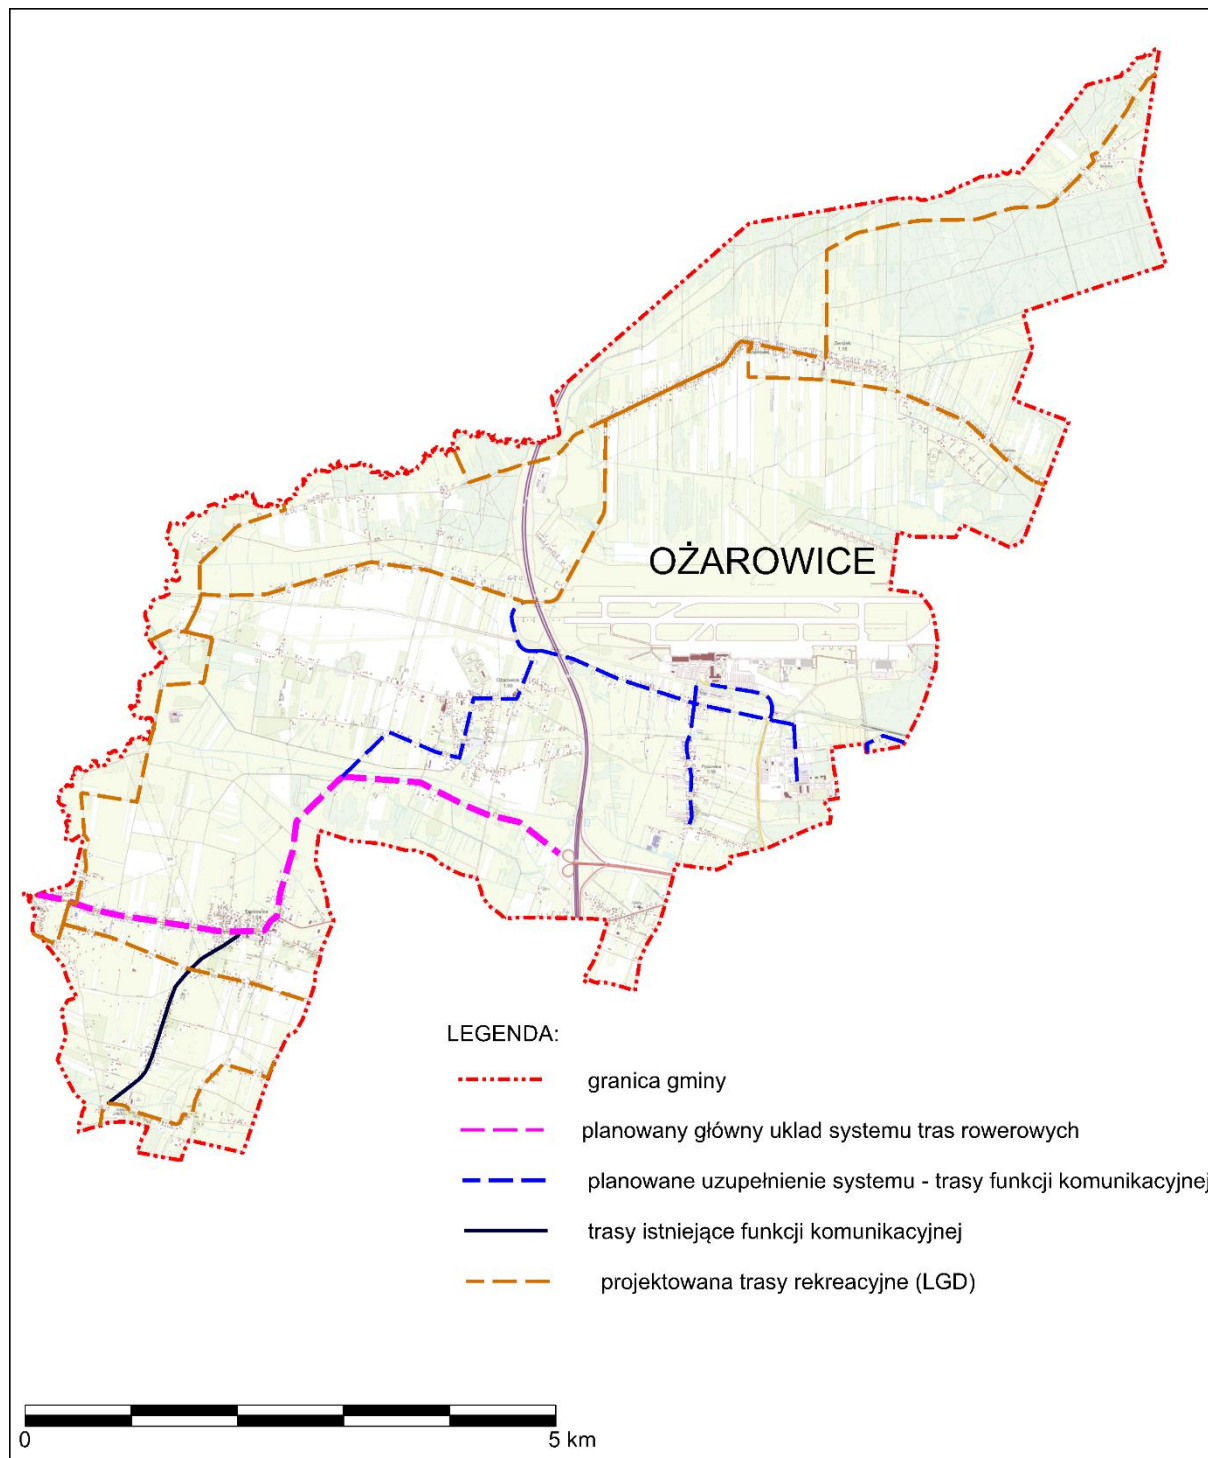 OŻAROWICE
LEGENDA:
granica gminy
planowany główny uklad systemu tras rowerowych
planowane uzupełnienie systemu - trasy funkcji komunikacyjnej
trasy istniejące funkcji komunikacyjnej
projektowana trasy rekreacyjne (LGD)
0 5 km